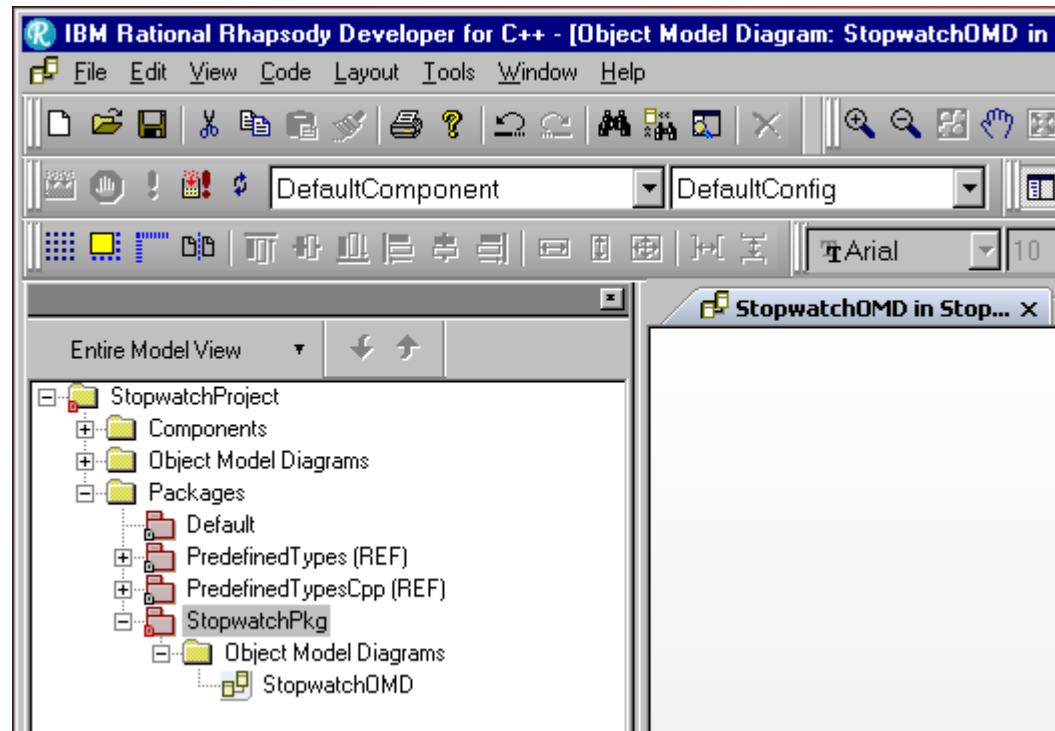 IBM Rational Rhapsody Developer for C++ - [Object Model Diagram: StopwatchOMD in
File Edit View Code Layout Tools Window Help
DefaultComponent DefaultConfig
Arial 10
StopwatchOMD in Stop...
Entire Model View
StopwatchProject
Components
Object Model Diagrams
Packages
Default
PredefinedTypes (REF)
PredefinedTypesCpp (REF)
StopwatchPkg
Object Model Diagrams
StopwatchOMD